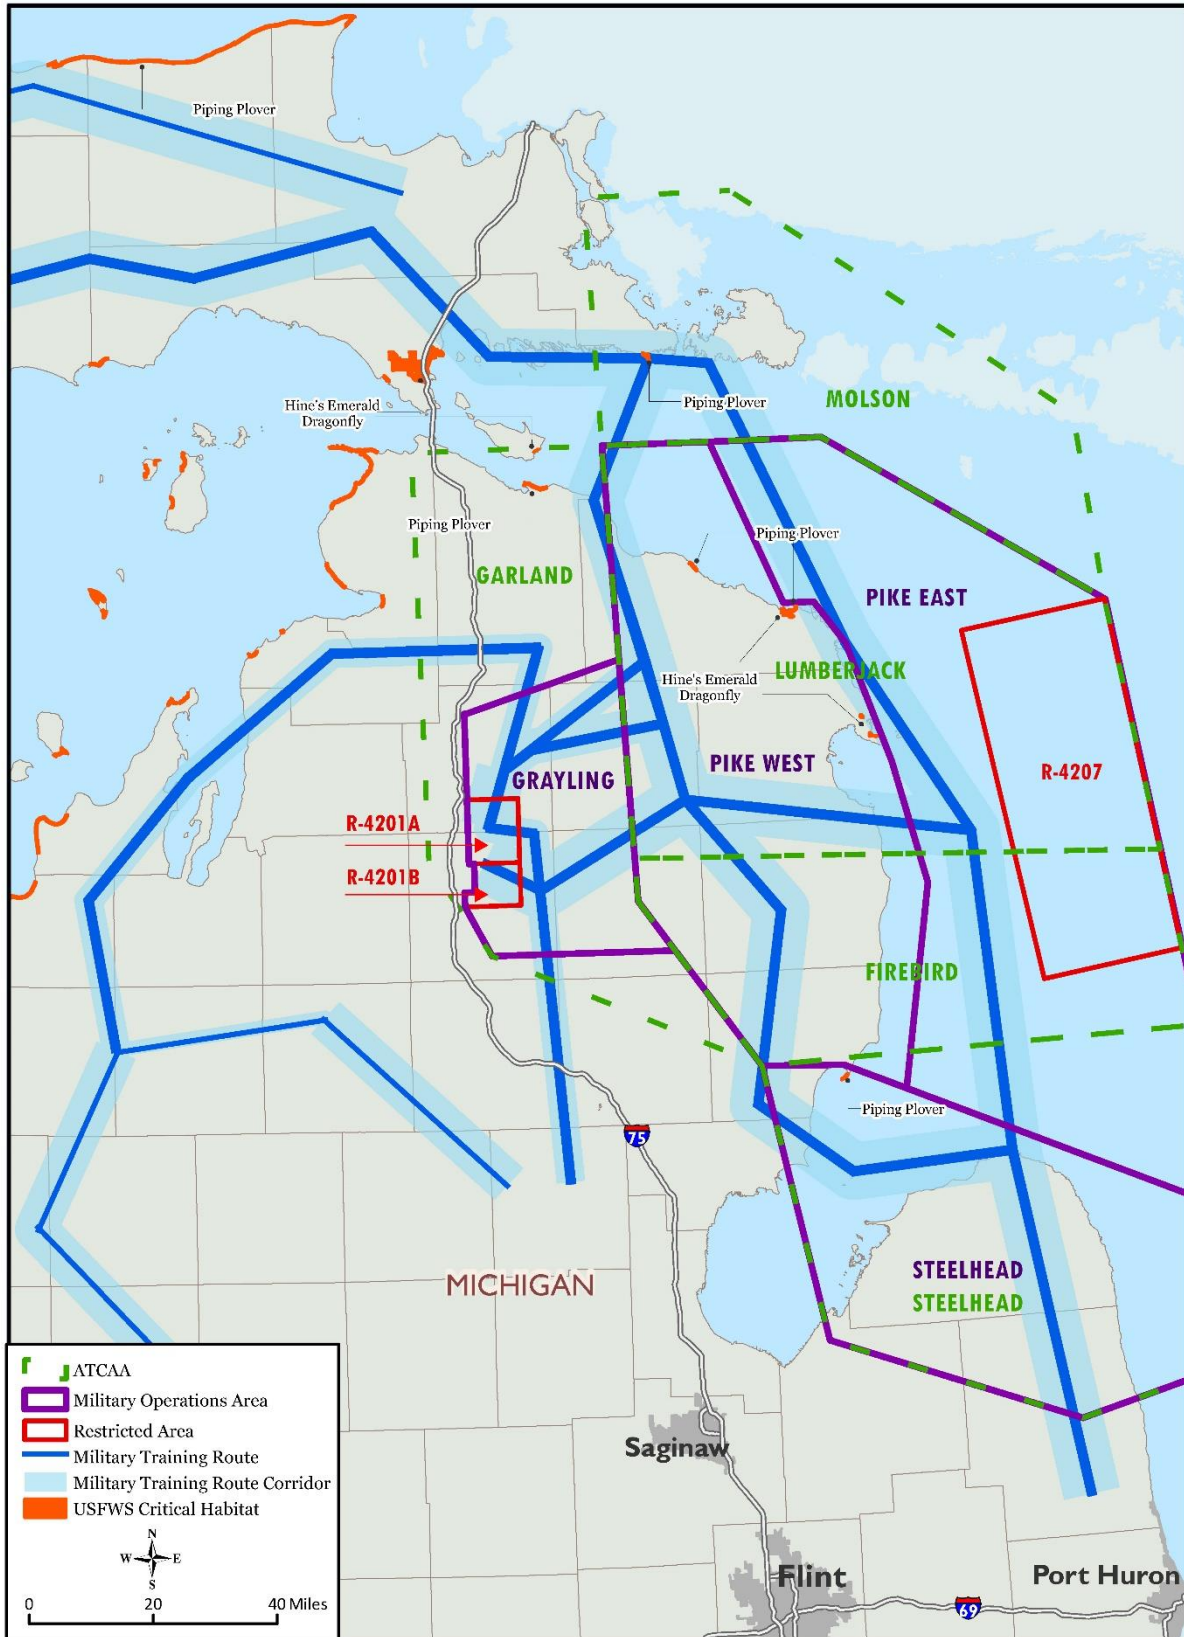 Piping Plover
MOLSON
Hine's Emerald
Dragonfly
Piping Plover
Piping Plover
Piping Plover
GARLAND
PIKE EAST
LUMBERJACK
Hine's Emerald
Dragonfly
PIKE WEST
GRAYLING
R-4207
R-4201A
R-4201B
FIREBIRD
Piping Plover
75
STEELHEAD
STEELHEAD
MICHIGAN
ATCAA
Military Operations Area
Restricted Area
Military Training Route
Military Training Route Corridor
USFWS Critical Habitat
N
W E
S
0 20 40 Miles
Saginaw
Flint
Port Huron
69